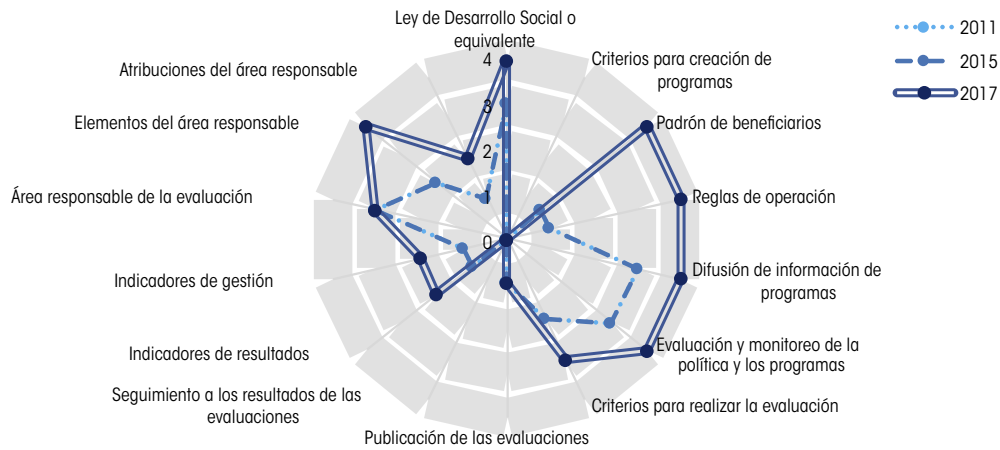 Ley de Desarrollo Social o
equivalente
Criterios para creación de
programas
Padrón de beneficiarios
Reglas de operación
Difusión de información de
programas
Evaluación y monitoreo de la
política y los programas
Criterios para realizar la evaluación
Publicación de las evaluaciones
Seguimiento a los resultados de las
evaluaciones
Indicadores de resultados
Indicadores de gestión
Área responsable de la evaluación
Elementos del área responsable
Atribuciones del área responsable
4
3
2
1
0
2011
2015
2017